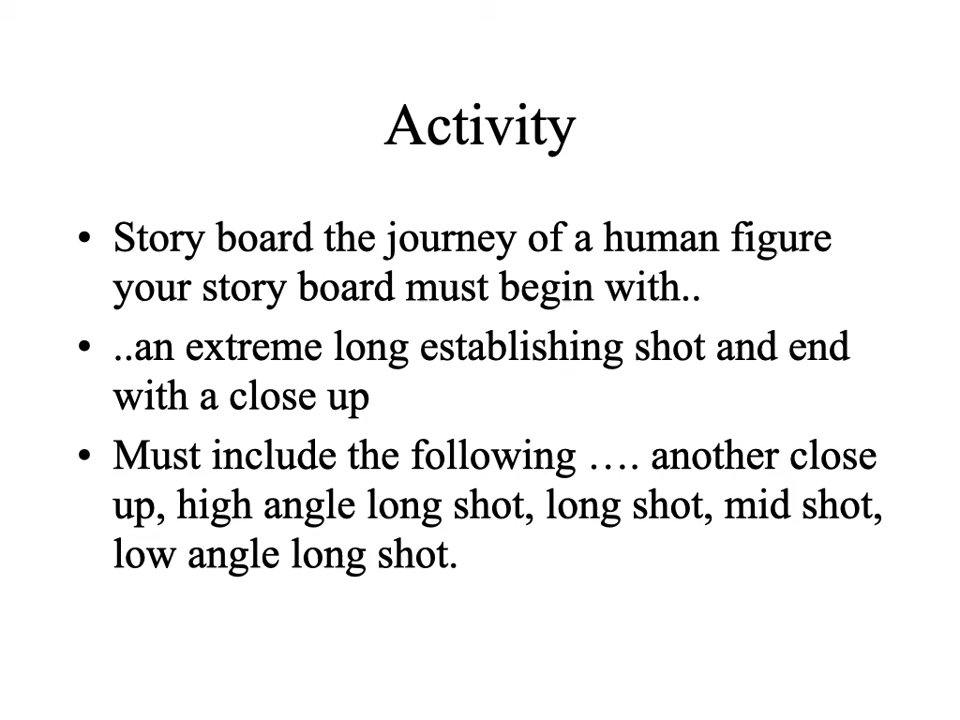 Activity
• Story board the journey of a human figure
your story board must begin with..
• ..an extreme long establishing shot and end
with a close up
• Must include the following …. another close
up, high angle long shot, long shot, mid shot,
low angle long shot.